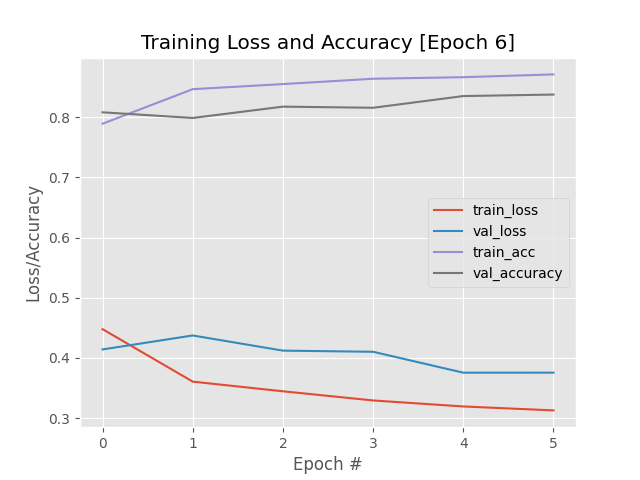 Training Loss and Accuracy [Epoch 6]
Loss/Accuracy
0.8
0.7
0.6
0.5
0.4
0.3
train_loss
val_loss
train_acc
val_accuracy
0 1 2 3 4 5
Epoch #